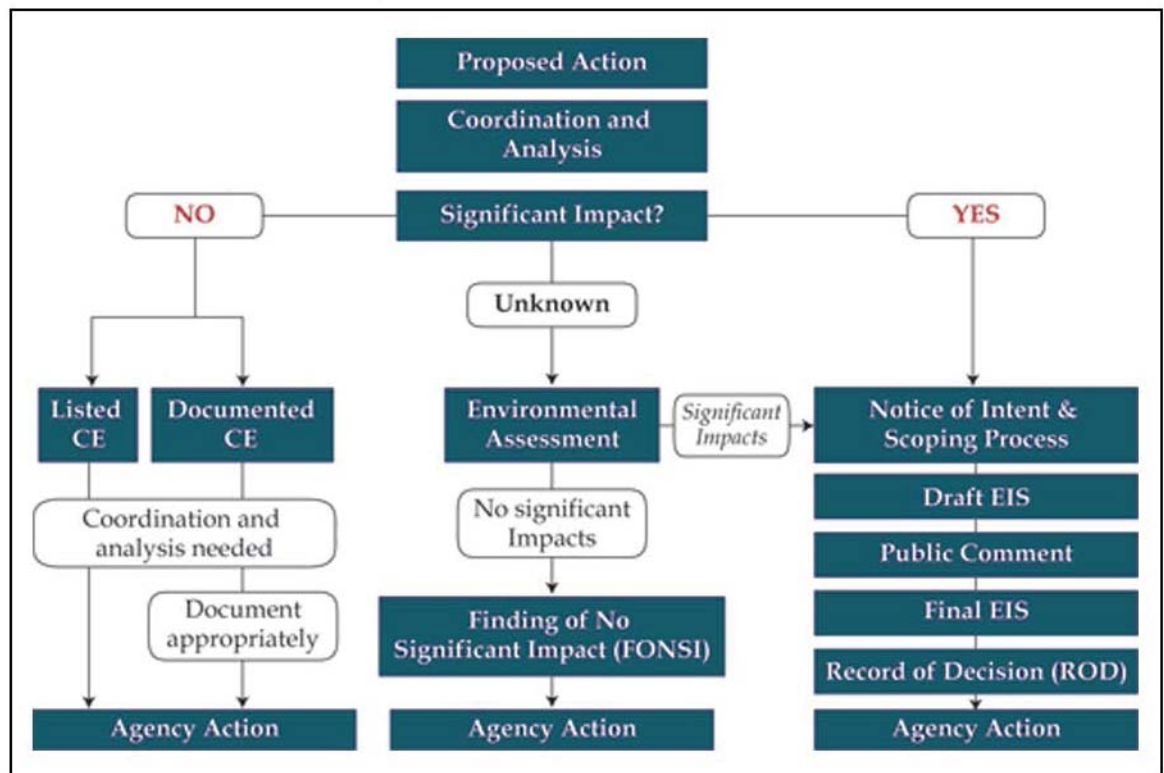 Proposed Action
Coordination and
Analysis
NO
Significant Impact?
YES
Unknown
Listed
CE
Documented
CE
Environmental
Assessment
Significant
Impacts
Notice of Intent &
Scoping Process
Coordination and
analysis needed
No significant
Impacts
Draft EIS
Public Comment
Document
appropriately
Finding of No
Significant Impact (FONSI)
Final EIS
Record of Decision (ROD)
Agency Action
Agency Action
Agency Action